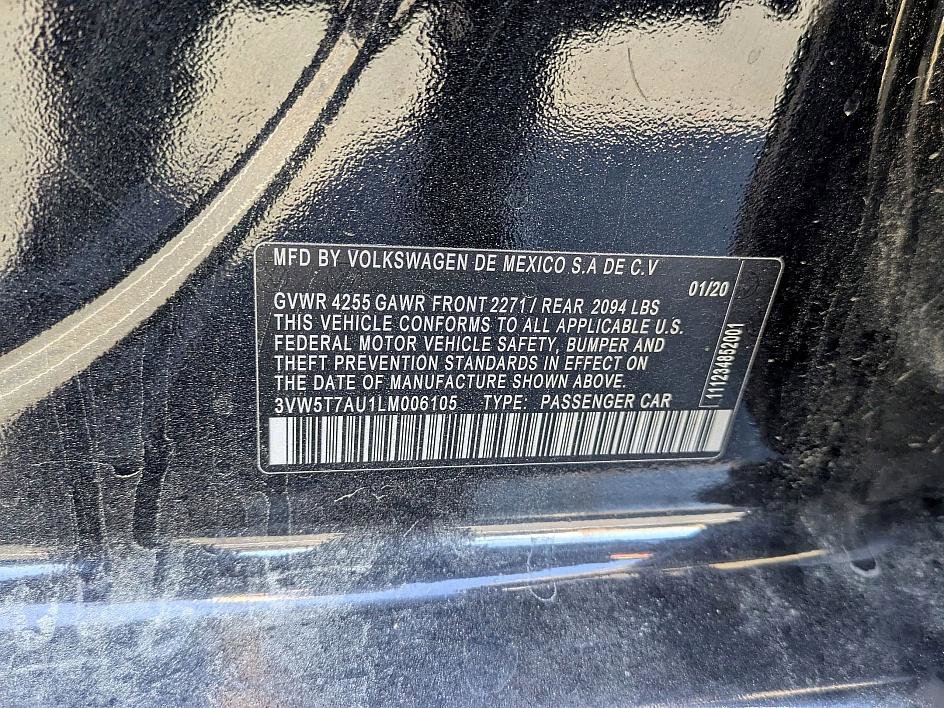 MFD BY VOLKSWAGEN DE MEXICO S.A DE C.V
01/20
GVWR 4255 GAWR FRONT 2271 / REAR 2094 LBS
THIS VEHICLE CONFORMS TO ALL APPLICABLE U.S.
FEDERAL MOTOR VEHICLE SAFETY, BUMPER AND
THEFT PREVENTION STANDARDS IN EFFECT ON
THE DATE OF MANUFACTURE SHOWN ABOVE.
3VW5T7AU1LM006105 TYPE: PASSENGER CAR
111234852001